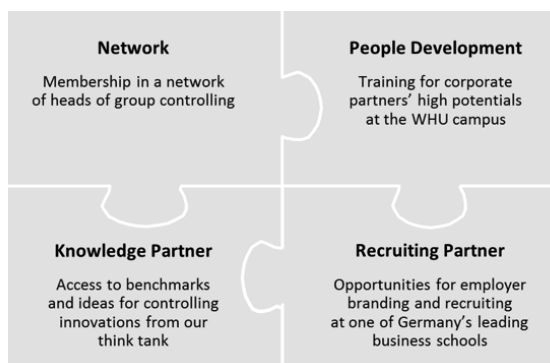 Network
Membership in a network
of heads of group controlling
People Development
Training for corporate
partners’ high potentials
at the WHU campus
Knowledge Partner
Access to benchmarks
and ideas for controlling
innovations from our
think tank
Recruiting Partner
Opportunities for employer
branding and recruiting
at one of Germany’s leading
business schools